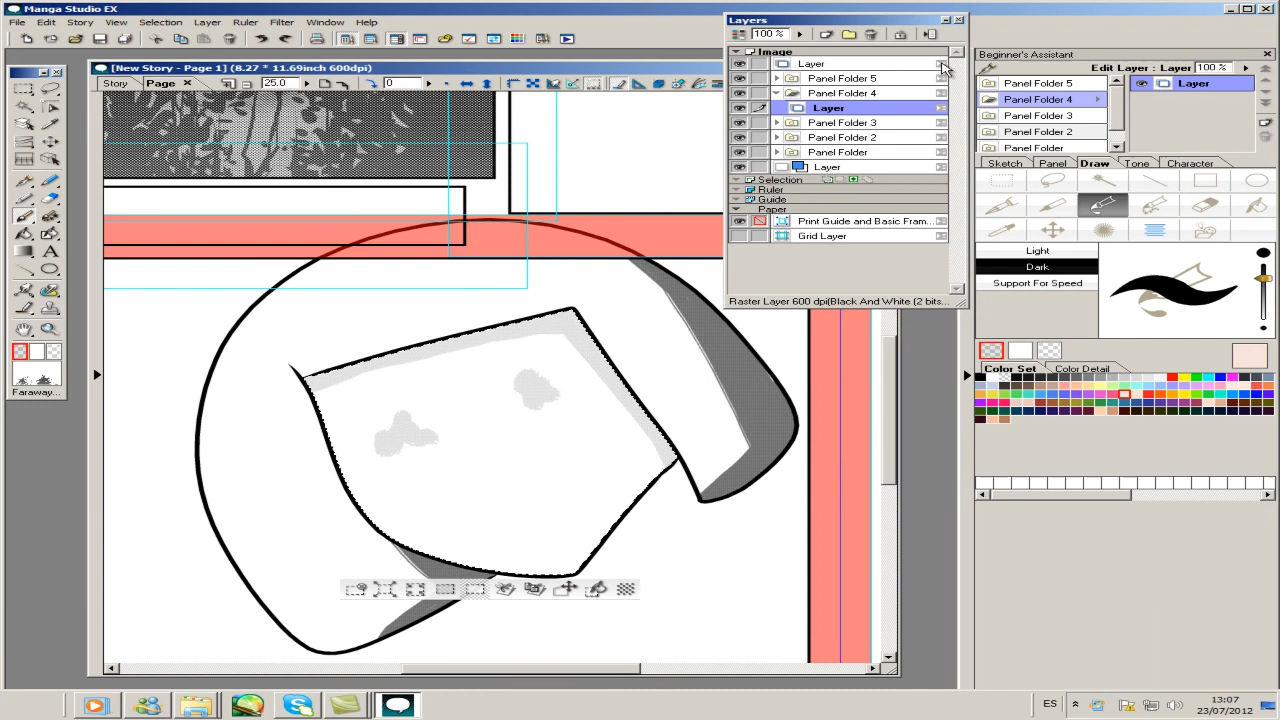 Manga Studio EX
File Edit Story View Selection Layer Ruler Filter Window Help
[New Story - Page 1] (8.27 * 11.69inch 600dpi)
Story Page 25.0 0
Layers
100 %
Image
Layer
Panel Folder 5
Panel Folder 4
Layer
Panel Folder 3
Panel Folder 2
Panel Folder
Layer
Selection
Ruler
Guide
Paper
Print Guide and Basic Fram...
Grid Layer
Raster Layer 600 dpi(Black And White (2 bits...
Beginner's Assistant
Edit Layer : Layer 100 %
Panel Folder 5
Panel Folder 4
Panel Folder 3
Panel Folder 2
Panel Folder
Layer
Sketch Panel Draw Tone Character
Light
Dark
Support For Speed
Color Set Color Detail
Faraway...
A
ES
13:07
23/07/2012